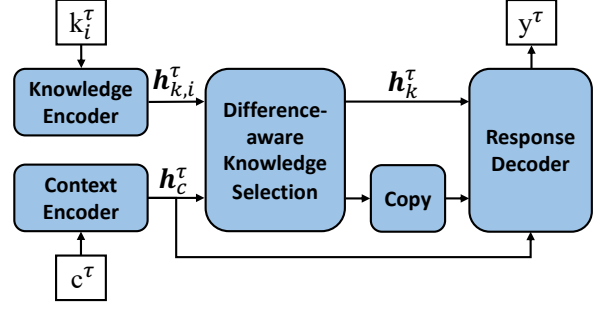 k_i^τ
Knowledge
Encoder
h_{k,i}^τ
Difference-
aware
Knowledge
Selection
h_k^τ
Copy
Response
Decoder
y^τ
Context
Encoder
h_c^τ
c^τ